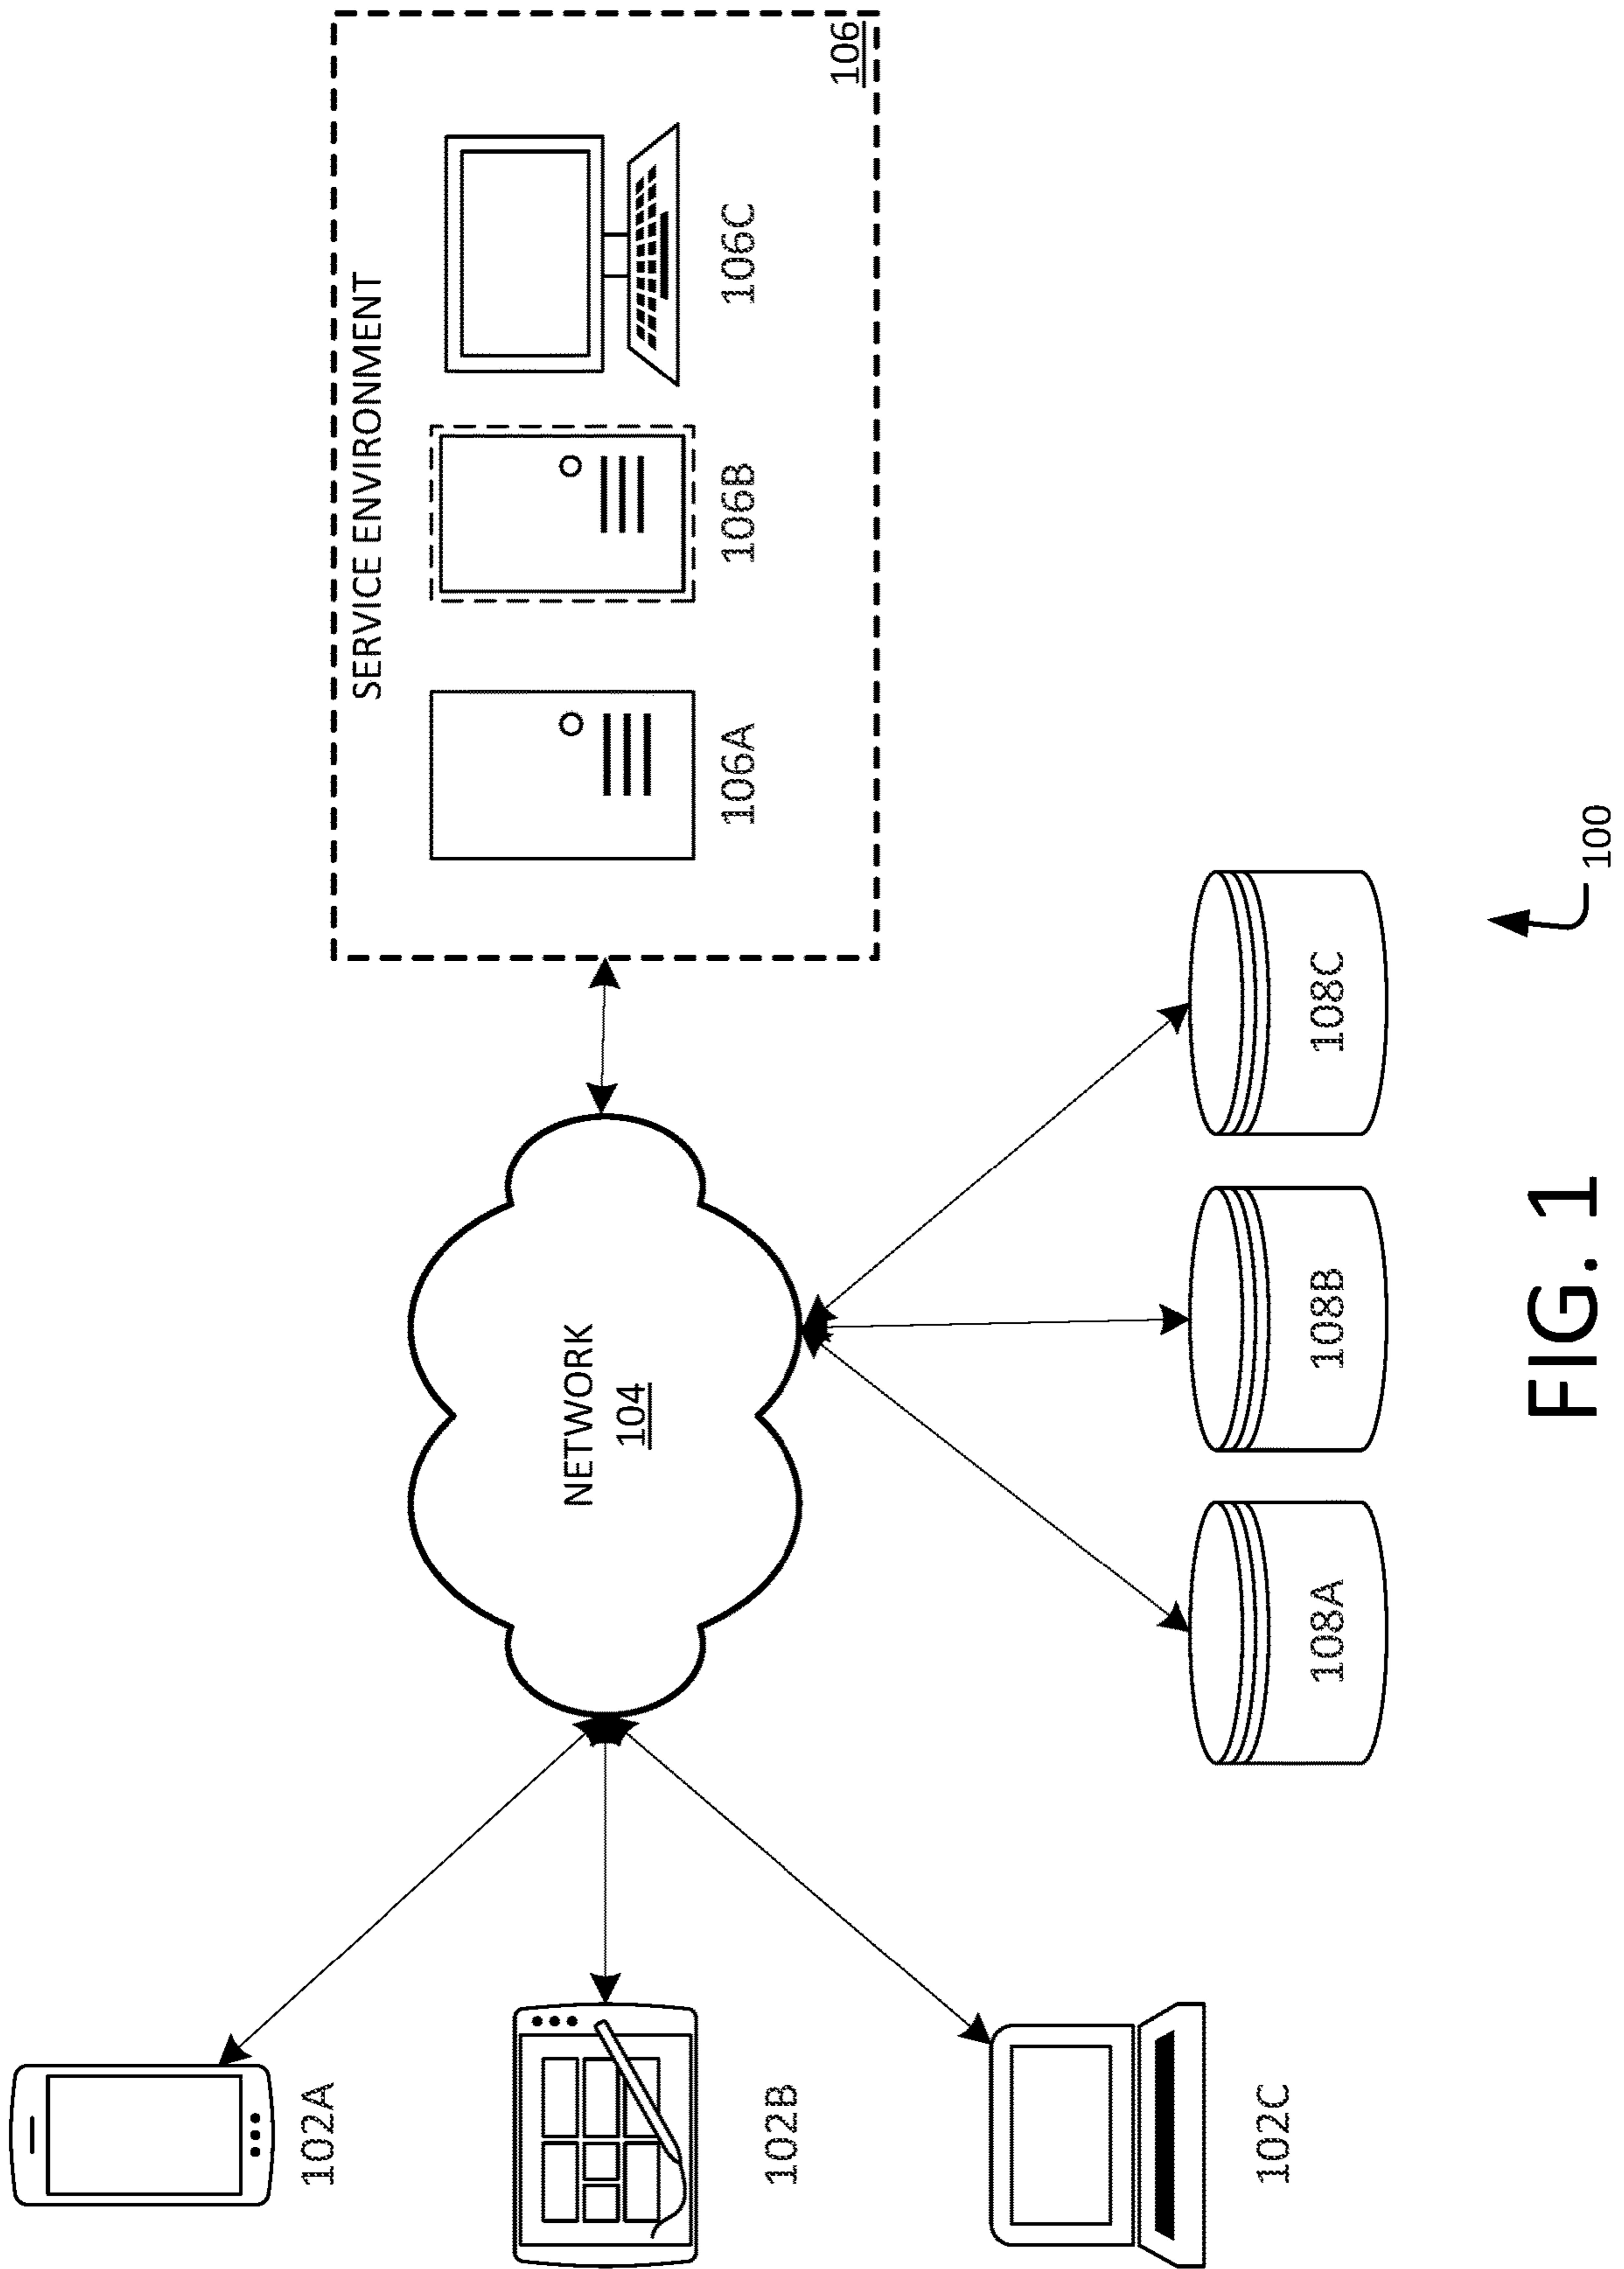 SERVICE ENVIRONMENT
106A
106B
106C
106
NETWORK
104
102A
102B
102C
108A
108B
108C
100
FIG. 1